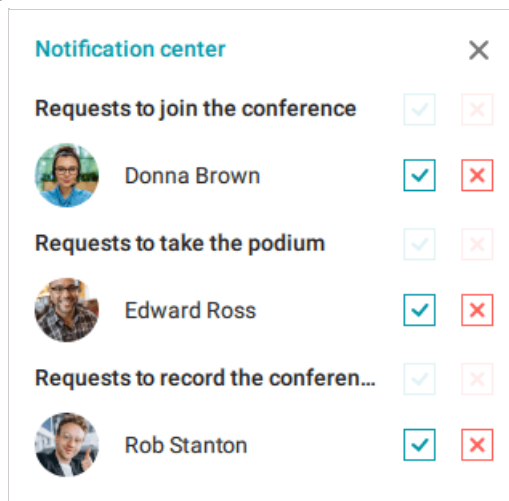 Notification center
Requests to join the conference
Donna Brown
Requests to take the podium
Edward Ross
Requests to record the conferen...
Rob Stanton